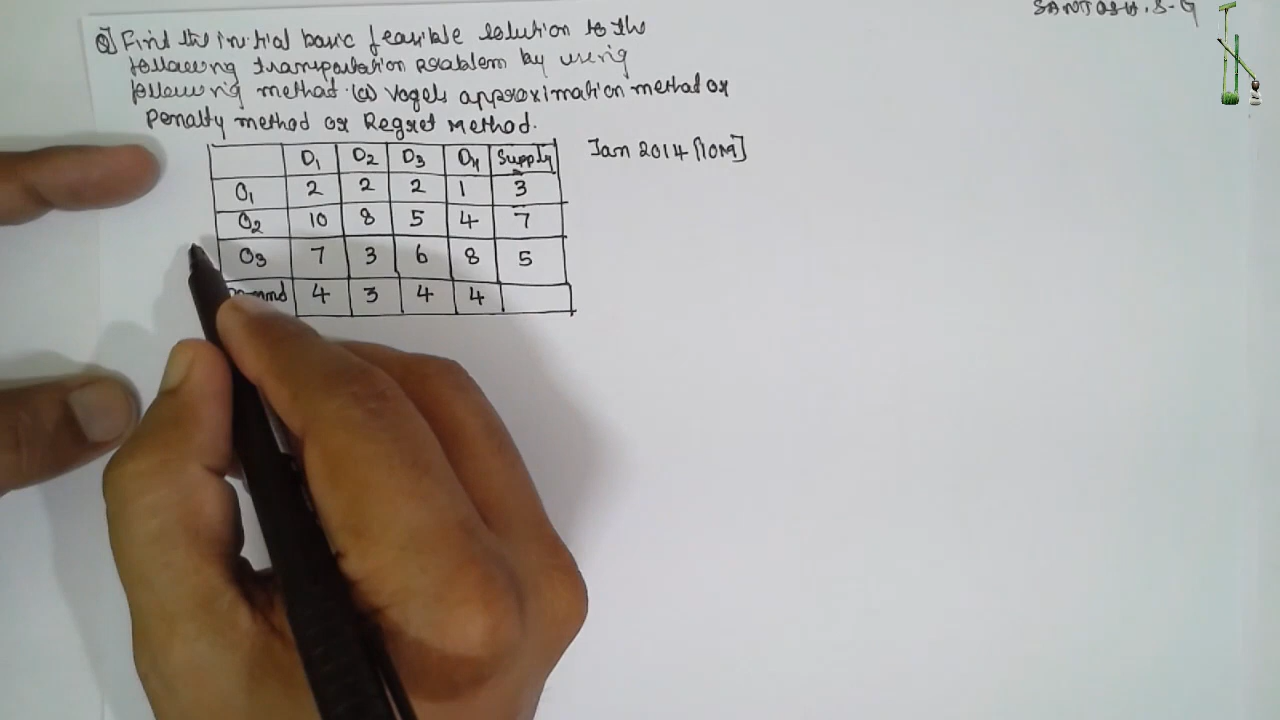 SANTOSH.S-G
Q] Find the initial basic feasible solution to the
following transportation problem by using
following method. (a) Vogels approximation method or
Penalty method or Regret Method.
Jan 2014 [10M]
D1 D2 D3 D4 Supply
O1 2 2 2 1 3
O2 10 8 5 4 7
O3 7 3 6 8 5
4 3 4 4